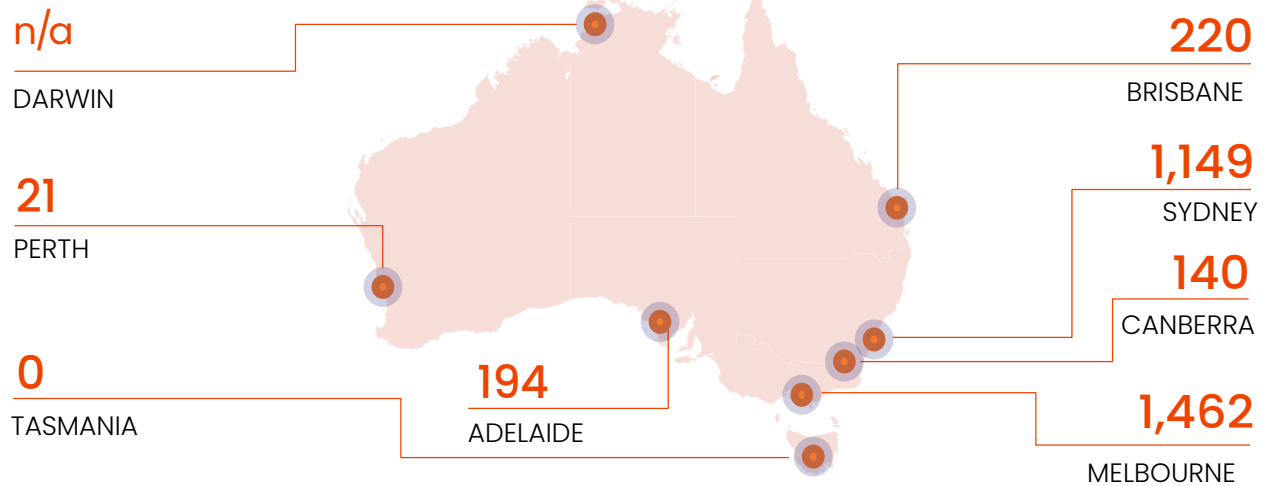 n/a
DARWIN
21
PERTH
0
TASMANIA
194
ADELAIDE
220
BRISBANE
1,149
SYDNEY
140
CANBERRA
1,462
MELBOURNE